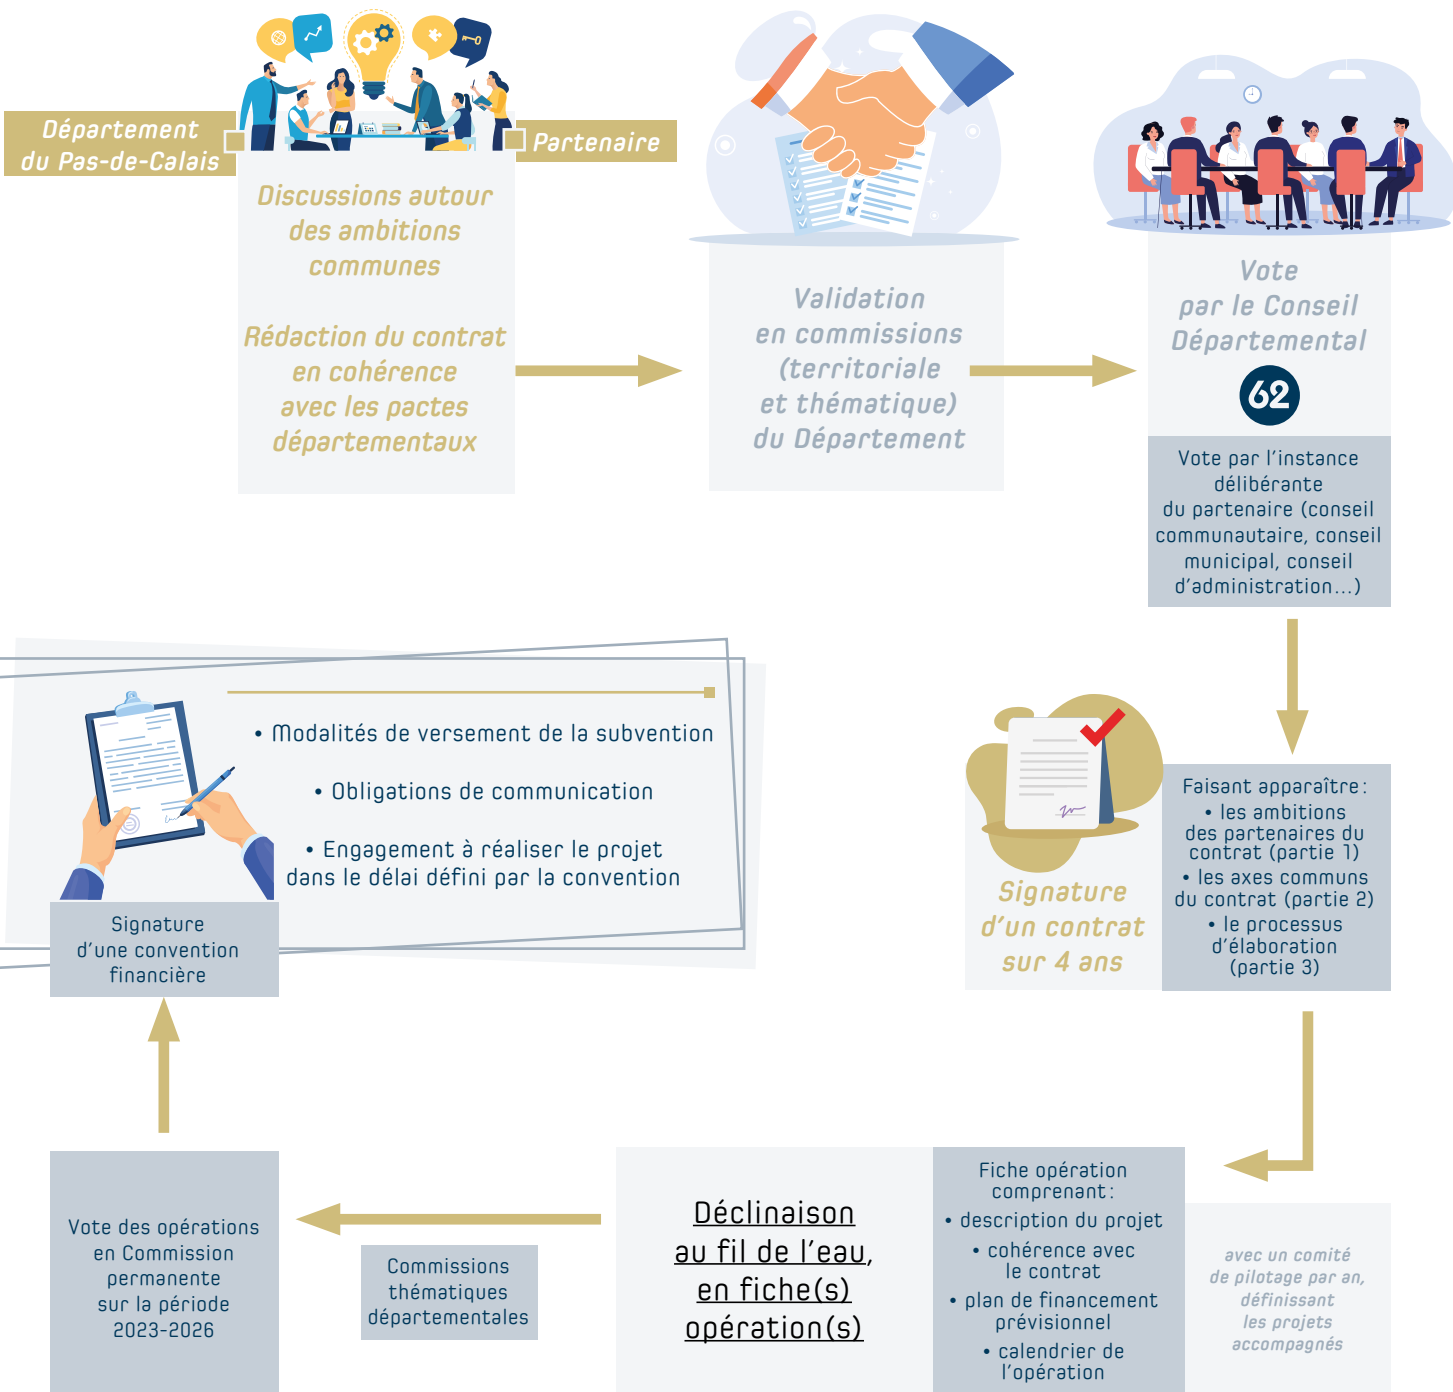 Département
du Pas-de-Calais
Partenaire
Discussions autour
des ambitions
communes
Rédaction du contrat
en cohérence
avec les pactes
départementaux
Validation
en commissions
(territoriale
et thématique)
du Département
Vote
par le Conseil
Départemental
62
Vote par l'instance
délibérante
du partenaire (conseil
communautaire, conseil
municipal, conseil
d'administration...)
Faisant apparaître :
• les ambitions
des partenaires du
contrat (partie 1)
• les axes communs
du contrat (partie 2)
• le processus
d'élaboration
(partie 3)
Signature
d'un contrat
sur 4 ans
avec un comité
de pilotage par an,
définissant
les projets
accompagnés
Fiche opération
comprenant :
• description du projet
• cohérence avec
le contrat
• plan de financement
prévisionnel
• calendrier de
l'opération
Déclinaison
au fil de l'eau,
en fiche(s)
opération(s)
Commissions
thématiques
départementales
Vote des opérations
en Commission
permanente
sur la période
2023-2026
Signature
d'une convention
financière
• Modalités de versement de la subvention
• Obligations de communication
• Engagement à réaliser le projet
dans le délai défini par la convention